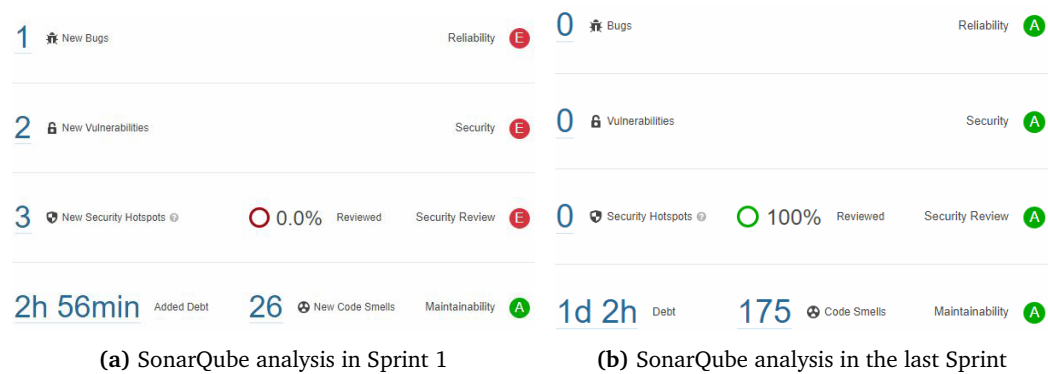 1 New Bugs Reliability E
2 New Vulnerabilities Security E
3 New Security Hotspots ? 0.0% Reviewed Security Review E
2h 56min Added Debt 26 New Code Smells Maintainability A
(a) SonarQube analysis in Sprint 1
0 Bugs Reliability A
0 Vulnerabilities Security A
0 Security Hotspots ? 100% Reviewed Security Review A
1d 2h Debt 175 Code Smells Maintainability A
(b) SonarQube analysis in the last Sprint